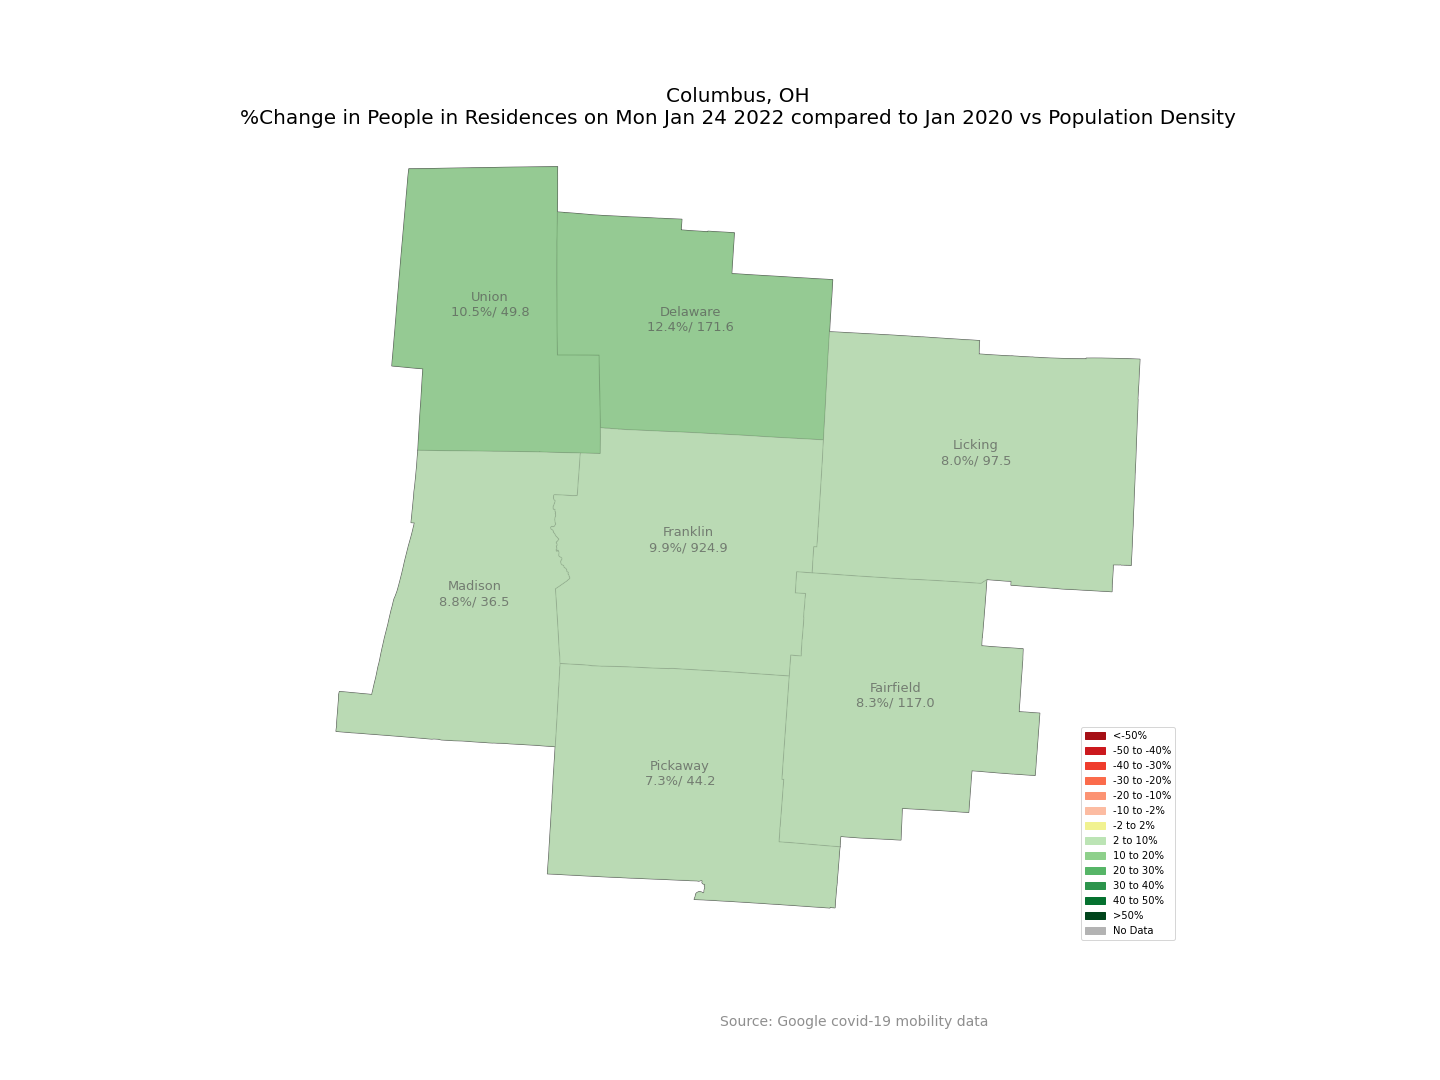 Columbus, OH
%Change in People in Residences on Mon Jan 24 2022 compared to Jan 2020 vs Population Density
Union
10.5%/ 49.8
Delaware
12.4%/ 171.6
Licking
8.0%/ 97.5
Franklin
9.9%/ 924.9
Madison
8.8%/ 36.5
Fairfield
8.3%/ 117.0
Pickaway
7.3%/ 44.2
<-50%
-50 to -40%
-40 to -30%
-30 to -20%
-20 to -10%
-10 to -2%
-2 to 2%
2 to 10%
10 to 20%
20 to 30%
30 to 40%
40 to 50%
>50%
No Data
Source: Google covid-19 mobility data